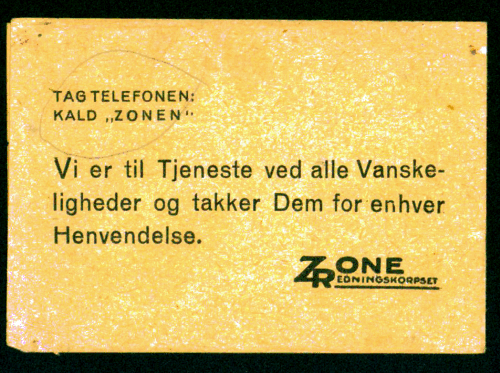 TAG TELEFONEN:
KALD „ZONEN"
Vi er til Tjeneste ved alle Vanske-
ligheder og takker Dem for enhver
Henvendelse.
ZONE
REDNINGSKORPSET